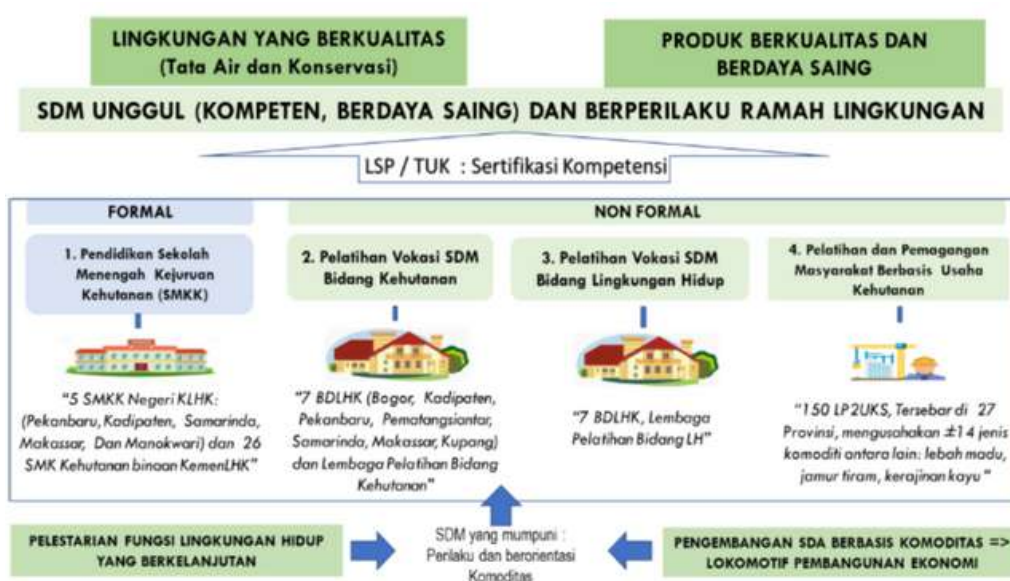 LINGKUNGAN YANG BERKUALITAS
(Tata Air dan Konservasi)
PRODUK BERKUALITAS DAN
BERDAYA SAING
SDM UNGGUL (KOMPETEN, BERDAYA SAING) DAN BERPERILAKU RAMAH LINGKUNGAN
LSP / TUK : Sertifikasi Kompetensi
FORMAL
NON FORMAL
1. Pendidikan Sekolah
Menengah Kejuruan
Kehutanan (SMKK)
2. Pelatihan Vokasi SDM
Bidang Kehutanan
3. Pelatihan Vokasi SDM
Bidang Lingkungan Hidup
4. Pelatihan dan Pemagangan
Masyarakat Berbasis Usaha
Kehutanan
"5 SMKK Negeri KLHK:
(Pekanbaru, Kadipaten, Samarinda,
Makassar, Dan Manokwari) dan 26
SMK Kehutanan binaan KemenLHK"
"7 BDLHK (Bogor, Kadipaten,
Pekanbaru, Pematangsiantar,
Samarinda, Makassar, Kupang)
dan Lembaga Pelatihan Bidang
Kehutanan"
"7 BDLHK, Lembaga
Pelatihan Bidang LH"
"150 LP2UKS, Tersebar di 27
Provinsi, mengusahakan ±14 jenis
komoditi antara lain: lebah madu,
jamur tiram, kerajinan kayu"
PELESTARIAN FUNGSI LINGKUNGAN HIDUP
YANG BERKELANJUTAN
SDM yang mumpuni :
Perilaku dan berorientasi
Komoditas
PENGEMBANGAN SDA BERBASIS KOMODITAS =>
LOKOMOTIF PEMBANGUNAN EKONOMI